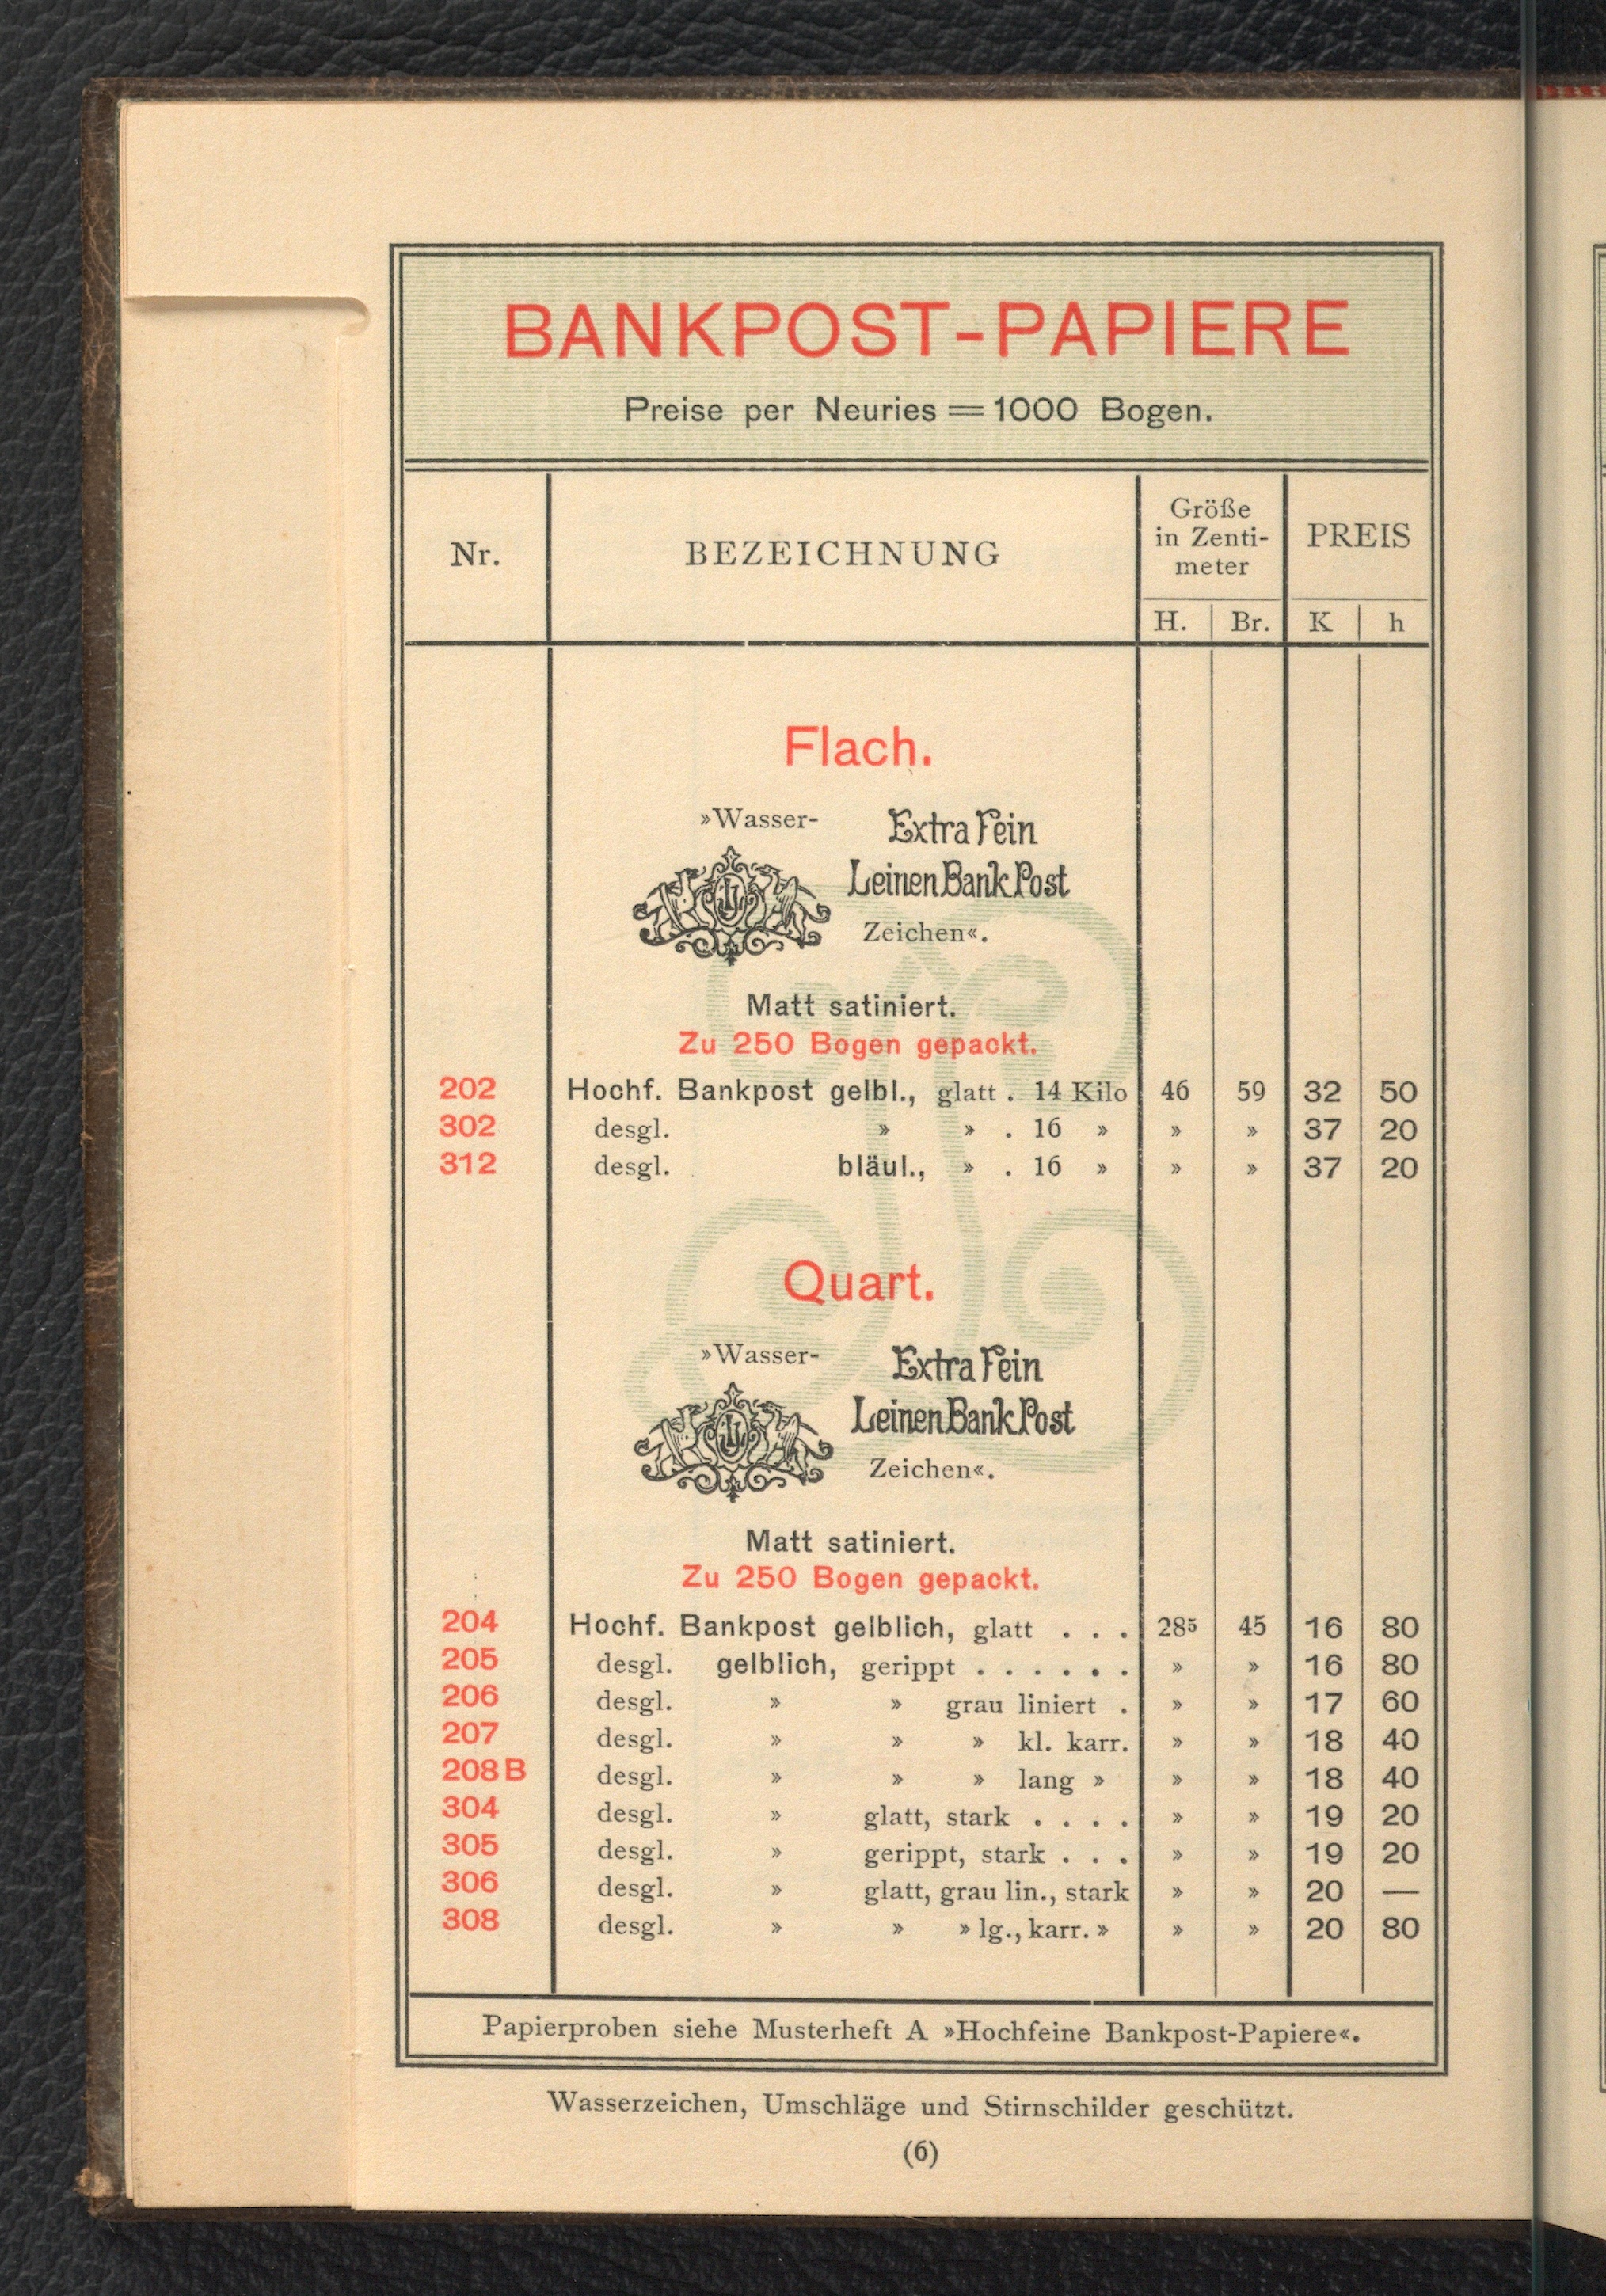 BANKPOST-PAPIERE
Preise per Neuries = 1000 Bogen.
Nr.
BEZEICHNUNG
Größe
in Zenti-
meter
PREIS
H. Br. K h
Flach.
»Wasser- Extra Fein
Leinen Bank Post
Zeichen«.
Matt satiniert.
Zu 250 Bogen gepackt.
202 Hochf. Bankpost gelbl., glatt . 14 Kilo 46 59 32 50
302 desgl. » » . 16 » » » 37 20
312 desgl. bläul., » . 16 » » » 37 20
Quart.
»Wasser- Extra Fein
Leinen Bank Post
Zeichen«.
Matt satiniert.
Zu 250 Bogen gepackt.
204 Hochf. Bankpost gelblich, glatt . . . 28⁵ 45 16 80
205 desgl. gelblich, gerippt . . . . . . » » 16 80
206 desgl. » » grau liniert . » » 17 60
207 desgl. » » » kl. karr. » » 18 40
208 B desgl. » » » lang » » » 18 40
304 desgl. » glatt, stark . . . . » » 19 20
305 desgl. » gerippt, stark . . . » » 19 20
306 desgl. » glatt, grau lin., stark » » 20 —
308 desgl. » » » lg., karr. » » » 20 80
Papierproben siehe Musterheft A »Hochfeine Bankpost-Papiere«.
Wasserzeichen, Umschläge und Stirnschilder geschützt.
(6)